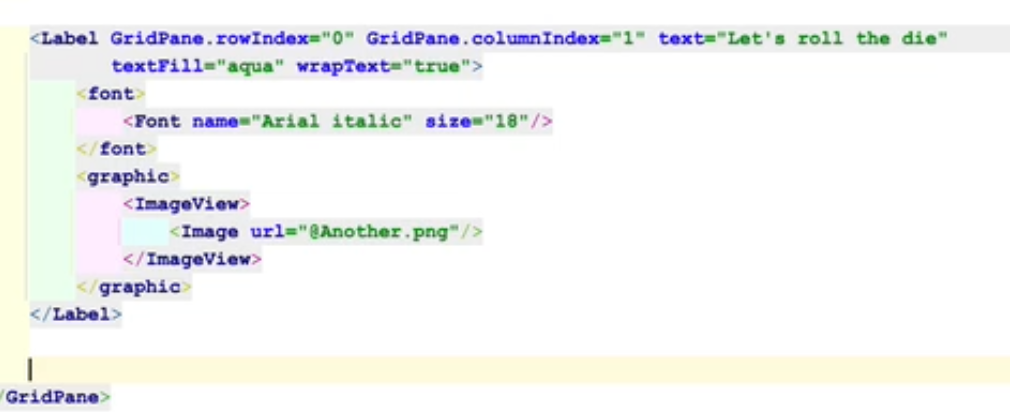 <Label GridPane.rowIndex="0" GridPane.columnIndex="1" text="Let's roll the die"
textFill="aqua" wrapText="true">
<font>
<Font name="Arial italic" size="18"/>
</font>
<graphic>
<ImageView>
<Image url="@Another.png"/>
</ImageView>
</graphic>
</Label>
/GridPane>